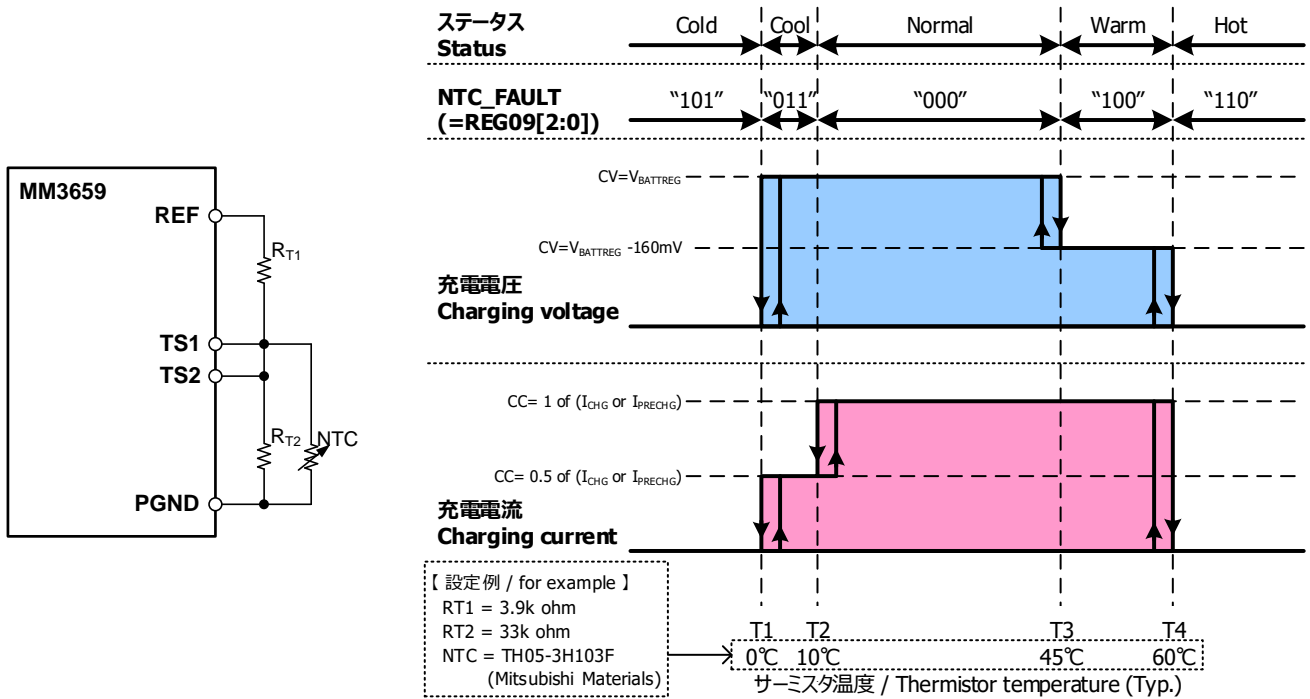 MM3659
REF
RT1
TS1
TS2
RT2
NTC
PGND
ステータス
Status
Cold
Cool
Normal
Warm
Hot
NTC_FAULT
(=REG09[2:0])
“101”
“011”
“000”
“100”
“110”
CV=VBATTREG
CV=VBATTREG -160mV
充電電圧
Charging voltage
CC= 1 of (ICHG or IPRECHG)
CC= 0.5 of (ICHG or IPRECHG)
充電電流
Charging current
【 設定例 / for example 】
RT1 = 3.9k ohm
RT2 = 33k ohm
NTC = TH05-3H103F
(Mitsubishi Materials)
T1
T2
T3
T4
0℃
10℃
45℃
60℃
サーミスタ温度 / Thermistor temperature (Typ.)